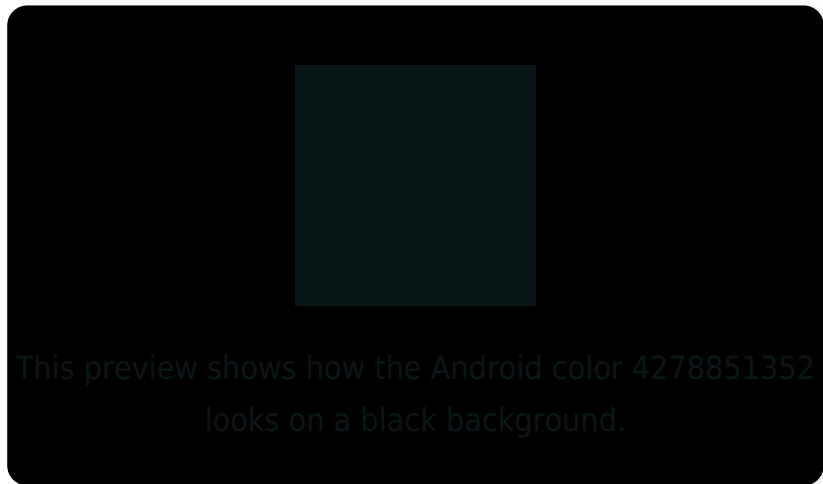 This preview shows how the Android color 4278851352
looks on a black background.